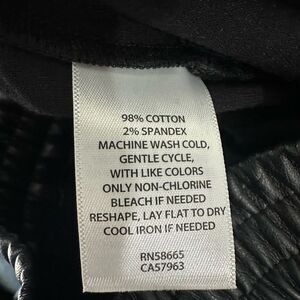 98% COTTON
2% SPANDEX
MACHINE WASH COLD,
GENTLE CYCLE,
WITH LIKE COLORS
ONLY NON-CHLORINE
BLEACH IF NEEDED
RESHAPE, LAY FLAT TO DRY
COOL IRON IF NEEDED
RN58665
CA57963